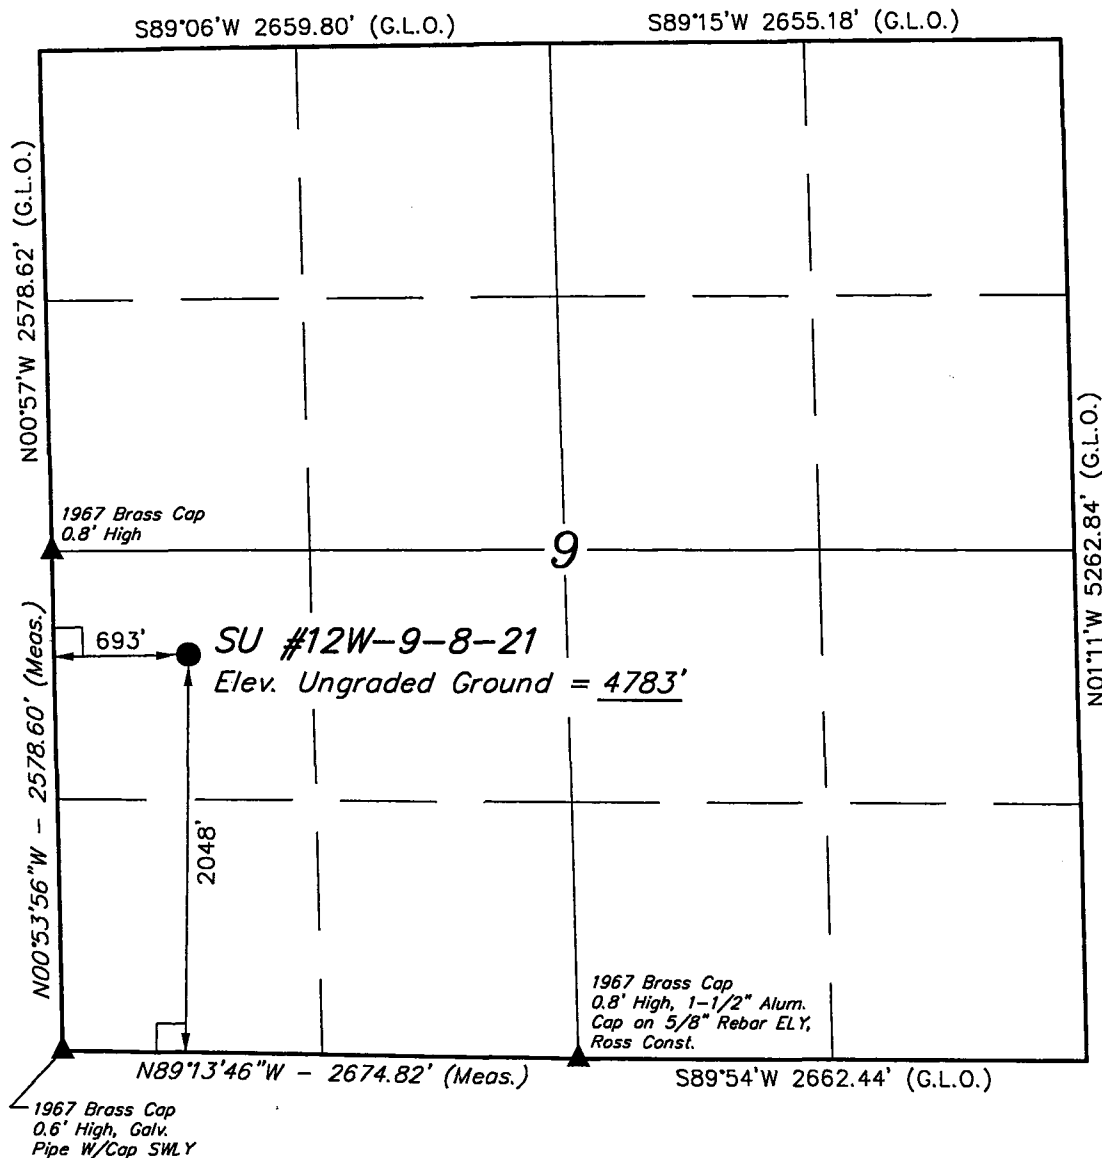 S89°06'W 2659.80' (G.L.O.)
S89°15'W 2655.18' (G.L.O.)
N00°57'W 2578.62' (G.L.O.)
1967 Brass Cap
0.8' High
9
N01°11'W 5262.84' (G.L.O.)
N00°53'56"W - 2578.60' (Meas.)
693'
SU #12W-9-8-21
Elev. Ungraded Ground = 4783'
2048'
1967 Brass Cap
0.8' High, 1-1/2" Alum.
Cap on 5/8" Rebar ELY,
Ross Const.
N89°13'46"W - 2674.82' (Meas.)
S89°54'W 2662.44' (G.L.O.)
1967 Brass Cap
0.6' High, Galv.
Pipe W/Cap SWLY